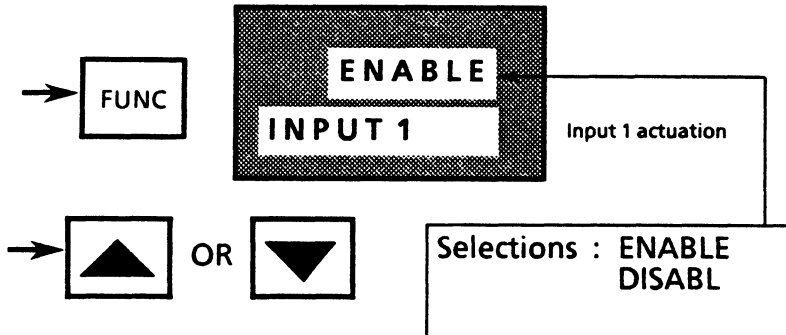 FUNC
ENABLE
INPUT 1
Input 1 actuation
OR
Selections : ENABLE
DISABL